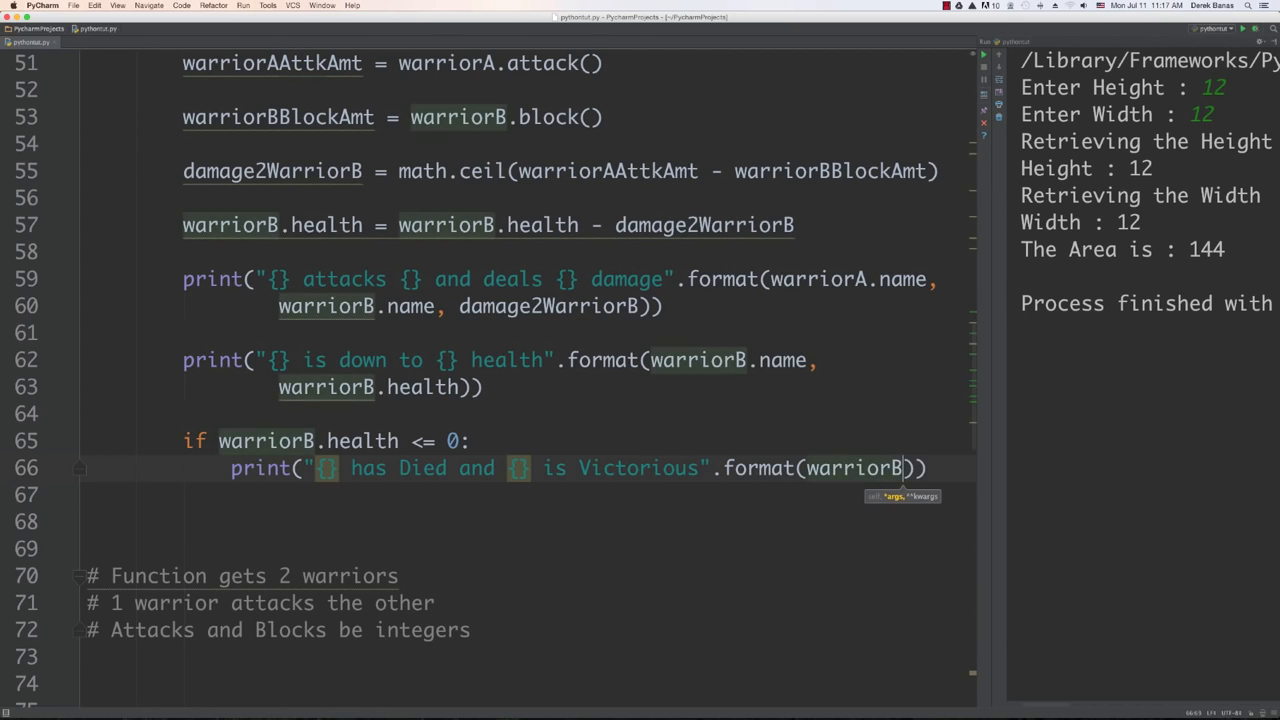 PyCharm File Edit View Navigate Code Refactor Run Tools VCS Window Help
10 Mon Jul 11 11:17 AM Derek Banas
pythontut.py - PycharmProjects - [~/PycharmProjects]
PycharmProjects pythontut.py
pythontut
pythontut.py
Run: pythontut
51 warriorAAttkAmt = warriorA.attack()
52
53 warriorBBlockAmt = warriorB.block()
54
55 damage2WarriorB = math.ceil(warriorAAttkAmt - warriorBBlockAmt)
56
57 warriorB.health = warriorB.health - damage2WarriorB
58
59 print("{} attacks {} and deals {} damage".format(warriorA.name,
60 warriorB.name, damage2WarriorB))
61
62 print("{} is down to {} health".format(warriorB.name,
63 warriorB.health))
64
65 if warriorB.health <= 0:
66 print("{} has Died and {} is Victorious".format(warriorB))
self, *args, **kwargs
67
68
69
70 # Function gets 2 warriors
71 # 1 warrior attacks the other
72 # Attacks and Blocks be integers
73
74
/Library/Frameworks/Py
Enter Height : 12
Enter Width : 12
Retrieving the Height
Height : 12
Retrieving the Width
Width : 12
The Area is : 144
Process finished with
66:53 LF UTF-8